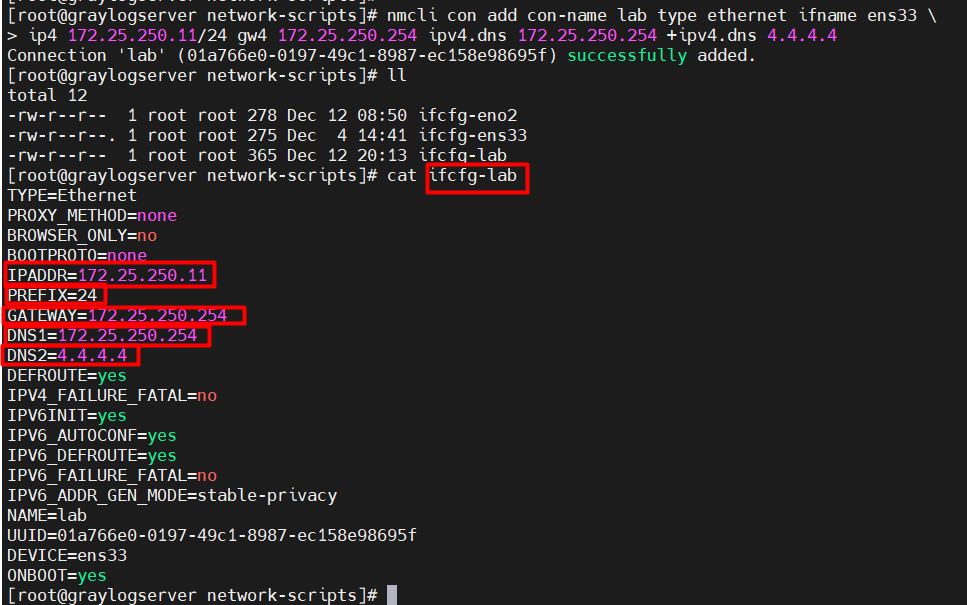 [root@graylogserver network-scripts]# nmcli con add con-name lab type ethernet ifname ens33 \
> ip4 172.25.250.11/24 gw4 172.25.250.254 ipv4.dns 172.25.250.254 +ipv4.dns 4.4.4.4
Connection 'lab' (01a766e0-0197-49c1-8987-ec158e98695f) successfully added.
[root@graylogserver network-scripts]# ll
total 12
-rw-r--r--  1 root root 278 Dec 12 08:50 ifcfg-eno2
-rw-r--r--. 1 root root 275 Dec  4 14:41 ifcfg-ens33
-rw-r--r--  1 root root 365 Dec 12 20:13 ifcfg-lab
[root@graylogserver network-scripts]# cat ifcfg-lab
TYPE=Ethernet
PROXY_METHOD=none
BROWSER_ONLY=no
BOOTPROTO=none
IPADDR=172.25.250.11
PREFIX=24
GATEWAY=172.25.250.254
DNS1=172.25.250.254
DNS2=4.4.4.4
DEFROUTE=yes
IPV4_FAILURE_FATAL=no
IPV6INIT=yes
IPV6_AUTOCONF=yes
IPV6_DEFROUTE=yes
IPV6_FAILURE_FATAL=no
IPV6_ADDR_GEN_MODE=stable-privacy
NAME=lab
UUID=01a766e0-0197-49c1-8987-ec158e98695f
DEVICE=ens33
ONBOOT=yes
[root@graylogserver network-scripts]#